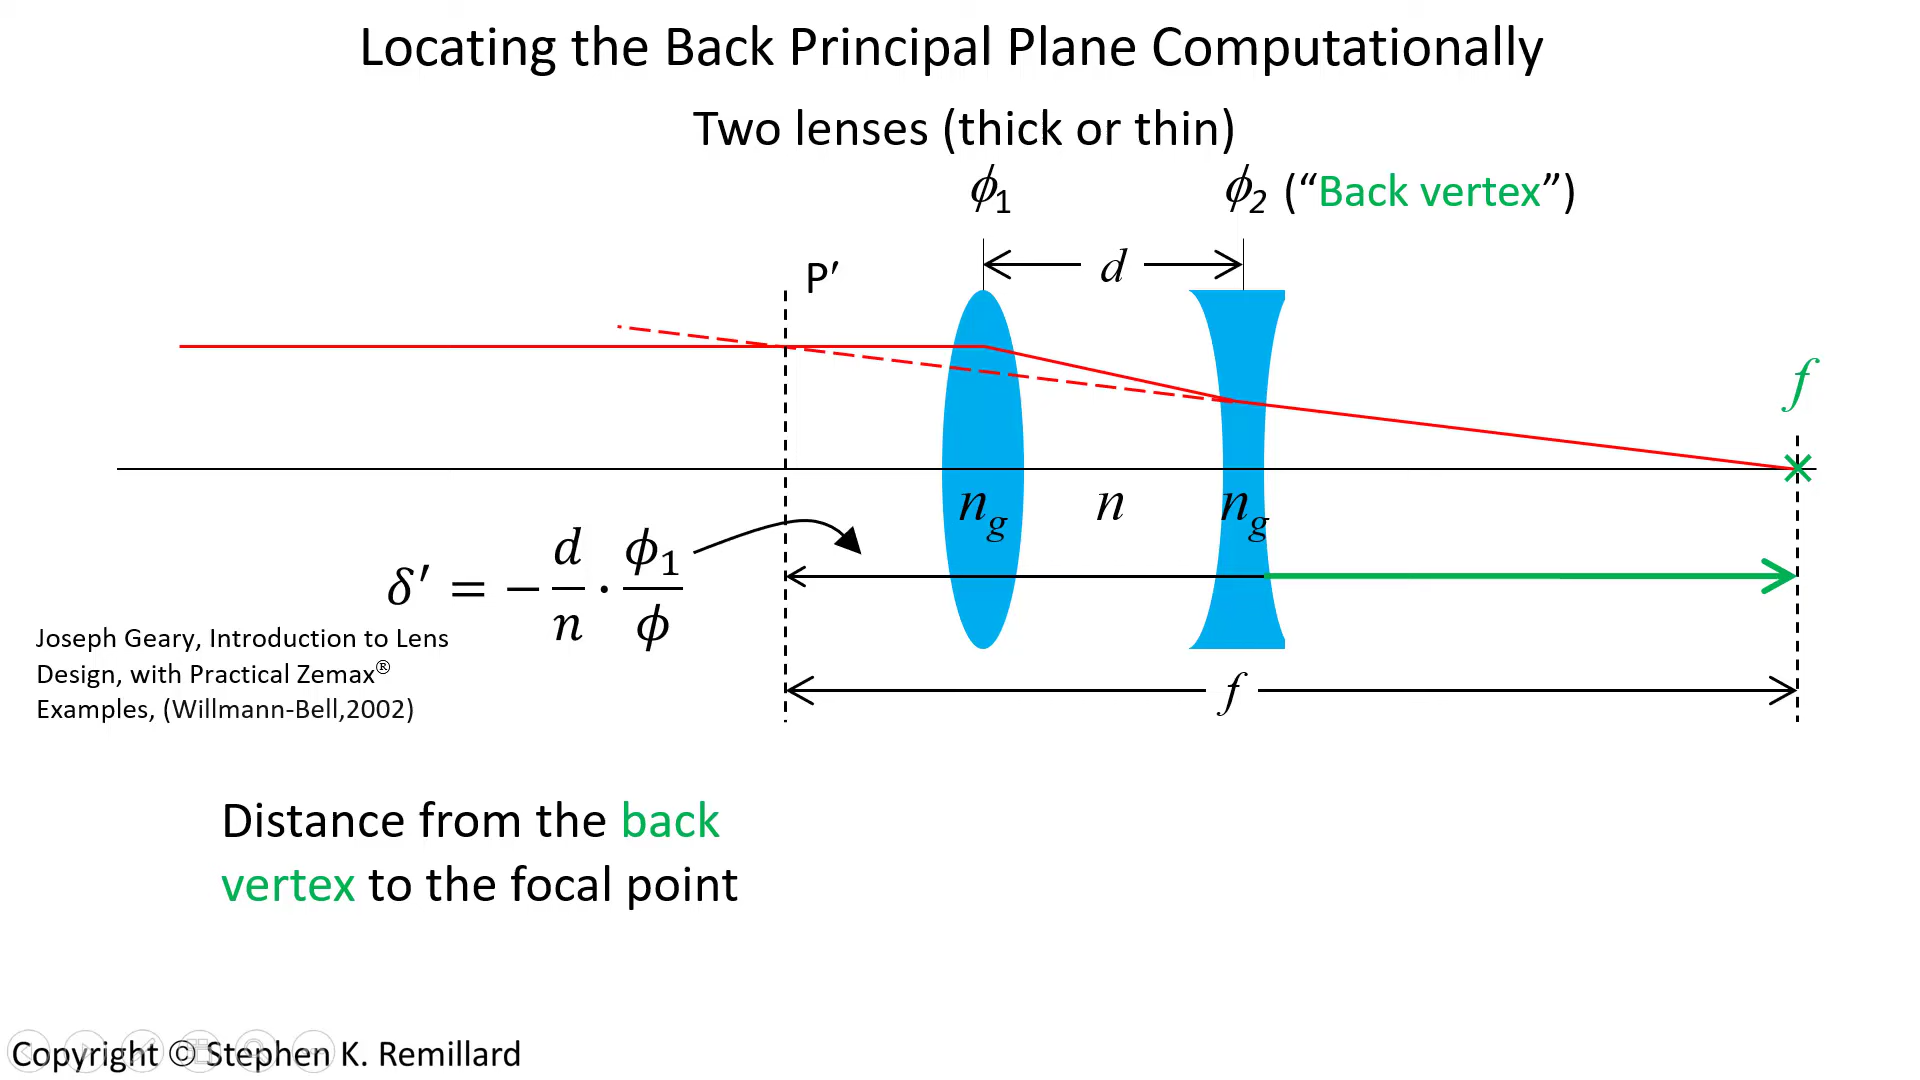 Locating the Back Principal Plane Computationally
Two lenses (thick or thin)
ϕ1
ϕ2 (“Back vertex”)
P′
d
f
ng
n
ng
δ′ = − d/n · ϕ1/ϕ
Joseph Geary, Introduction to Lens
Design, with Practical Zemax®
Examples, (Willmann-Bell,2002)
f
Distance from the back
vertex to the focal point
Copyright © Stephen K. Remillard